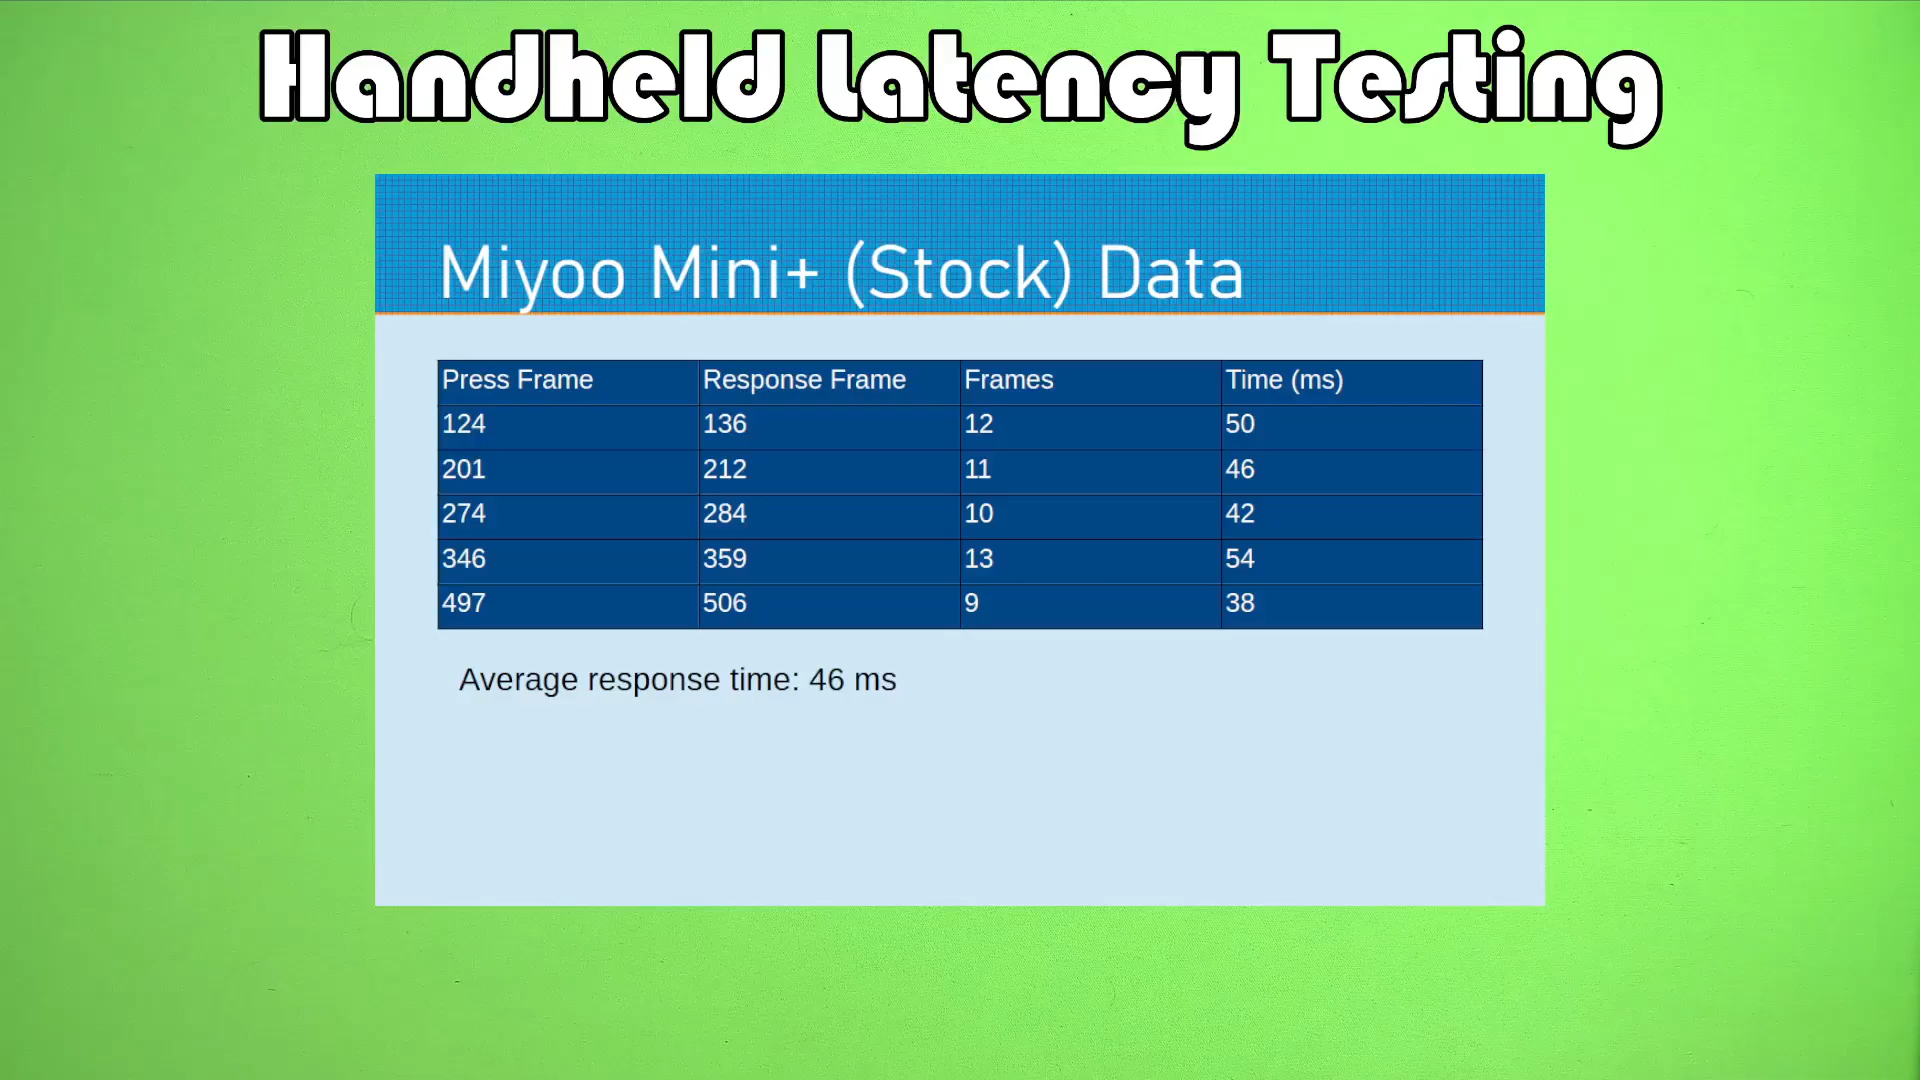 Handheld Latency Testing
Miyoo Mini+ (Stock) Data
Press Frame Response Frame Frames Time (ms)
124 136 12 50
201 212 11 46
274 284 10 42
346 359 13 54
497 506 9 38
Average response time: 46 ms